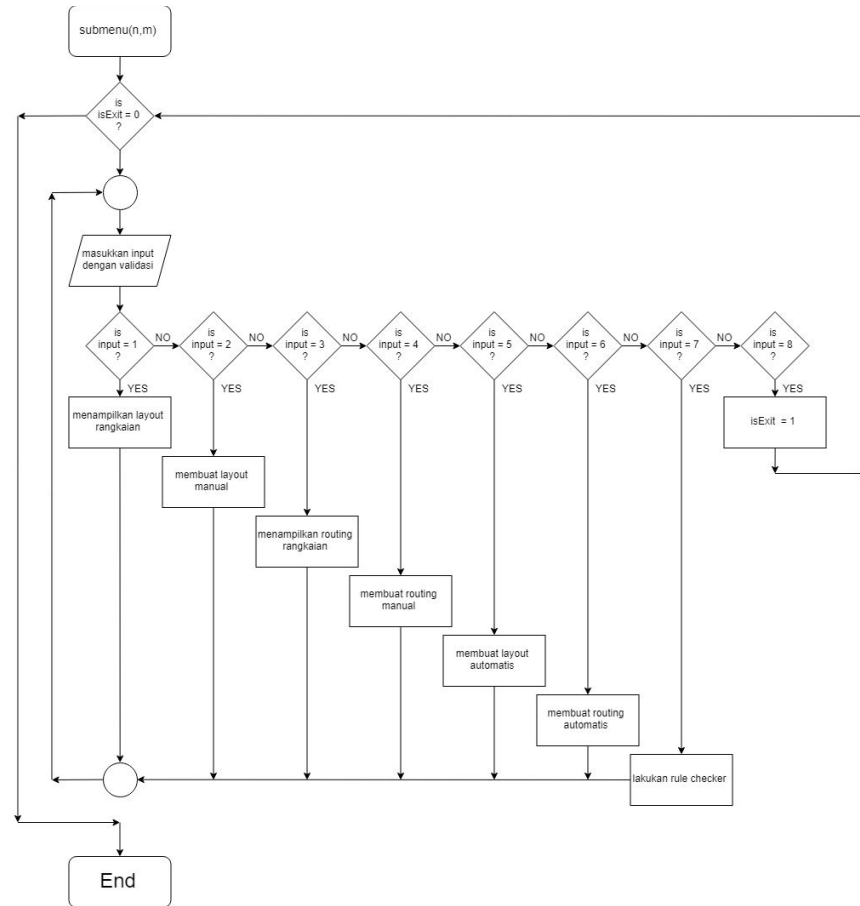 submenu(n,m)
is
isExit = 0
?
masukkan input
dengan validasi
is
input = 1
?
NO
is
input = 2
?
NO
is
input = 3
?
NO
is
input = 4
?
NO
is
input = 5
?
NO
is
input = 6
?
NO
is
input = 7
?
NO
is
input = 8
?
YES
YES
YES
YES
YES
YES
YES
YES
menampilkan layout
rangkaian
isExit = 1
membuat layout
manual
menampilkan routing
rangkaian
membuat routing
manual
membuat layout
automatis
membuat routing
automatis
lakukan rule checker
End